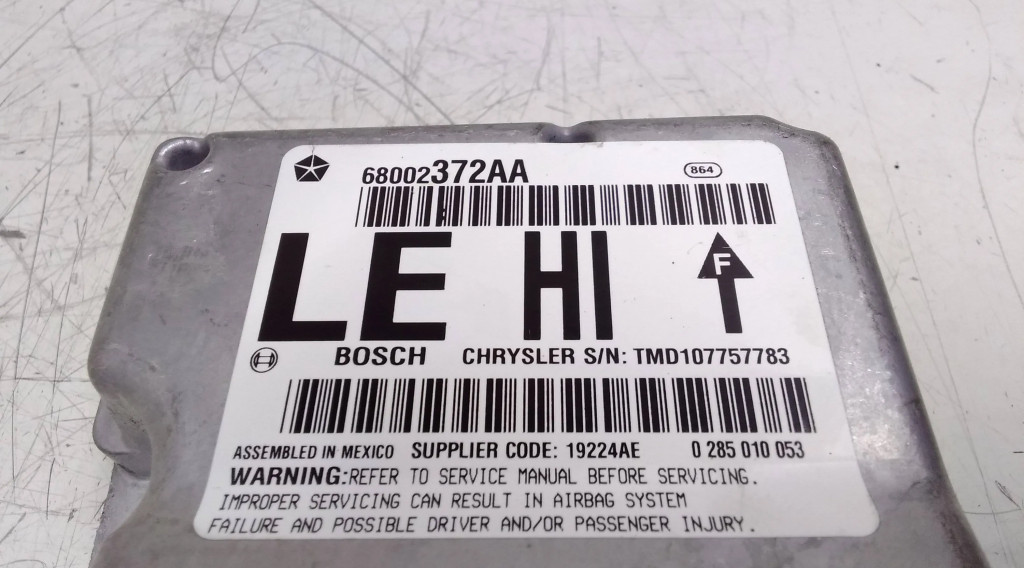 68002372AA 864
LE HI F
BOSCH CHRYSLER S/N: TMD107757783
ASSEMBLED IN MEXICO SUPPLIER CODE: 19224AE 0 285 010 053
WARNING:REFER TO SERVICE MANUAL BEFORE SERVICING.
IMPROPER SERVICING CAN RESULT IN AIRBAG SYSTEM
FAILURE AND POSSIBLE DRIVER AND/OR PASSENGER INJURY.